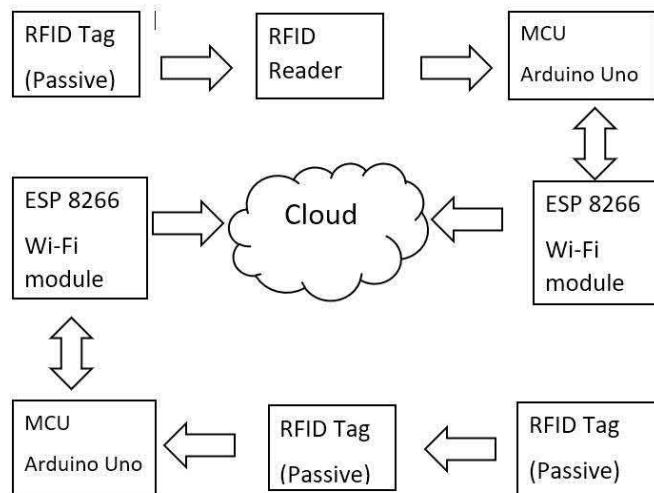 RFID Tag
(Passive)
RFID
Reader
MCU
Arduino Uno
ESP 8266
Wi-Fi
module
Cloud
ESP 8266
Wi-Fi
module
MCU
Arduino Uno
RFID Tag
(Passive)
RFID Tag
(Passive)